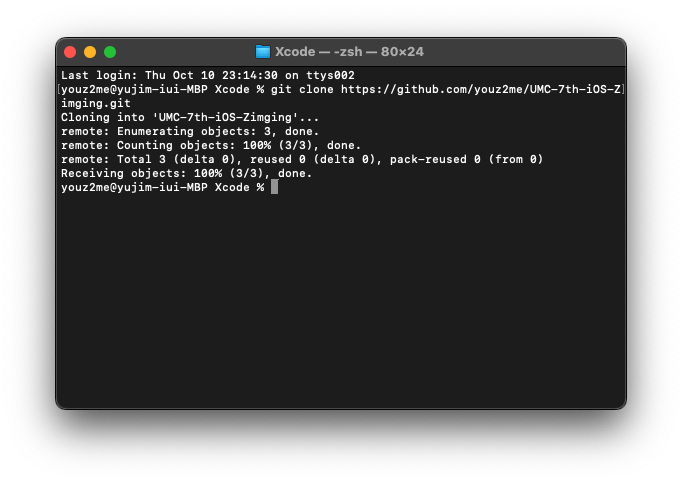 Xcode — -zsh — 80×24
Last login: Thu Oct 10 23:14:30 on ttys002
[youz2me@yujim-iui-MBP Xcode % git clone https://github.com/youz2me/UMC-7th-iOS-Z]
imging.git
Cloning into 'UMC-7th-iOS-Zimging'...
remote: Enumerating objects: 3, done.
remote: Counting objects: 100% (3/3), done.
remote: Total 3 (delta 0), reused 0 (delta 0), pack-reused 0 (from 0)
Receiving objects: 100% (3/3), done.
youz2me@yujim-iui-MBP Xcode %